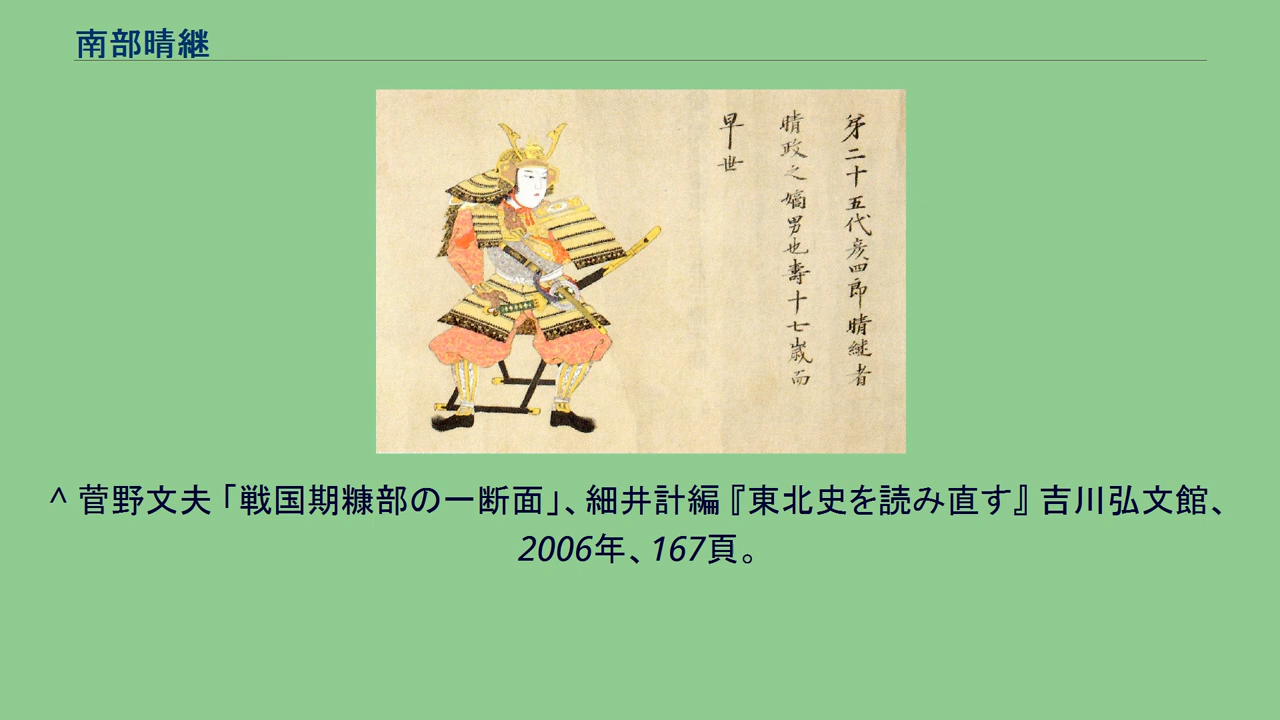 南部晴継
第二十五代彦四郎晴継者
晴政之嫡男也壽十七歳而
早世
^ 菅野文夫「戦国期糠部の一断面」、細井計編『東北史を読み直す』吉川弘文館、
2006年、167頁。